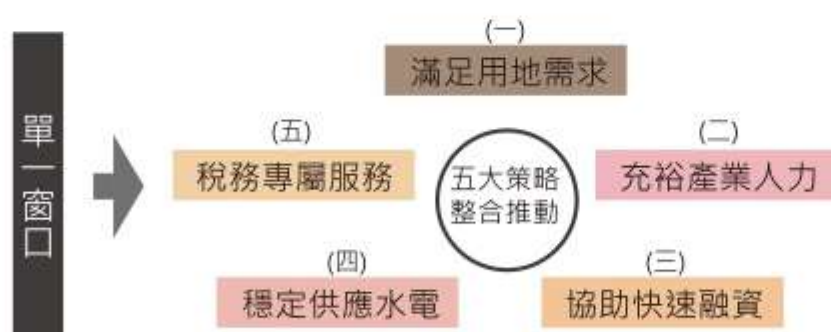 單一窗口
(一)
滿足用地需求
(二)
充裕產業人力
(三)
協助快速融資
(四)
穩定供應水電
(五)
稅務專屬服務
五大策略
整合推動